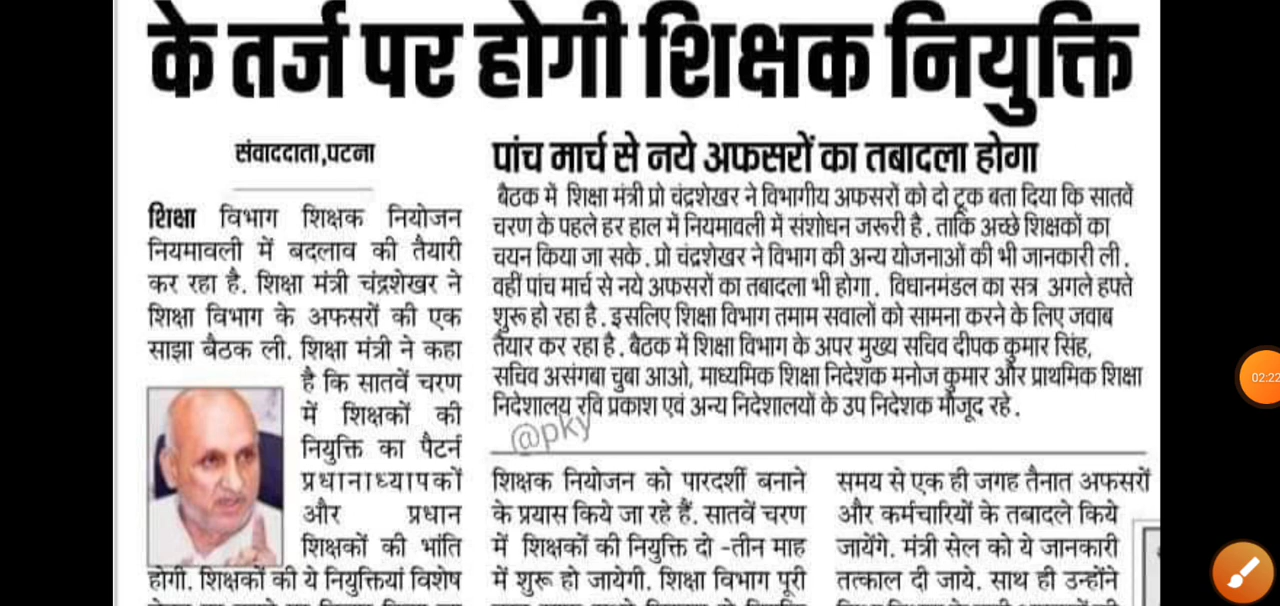 के तर्ज पर होगी शिक्षक नियुक्ति
संवाददाता,पटना
शिक्षा विभाग शिक्षक नियोजन
नियमावली में बदलाव की तैयारी
कर रहा है. शिक्षा मंत्री चंद्रशेखर ने
शिक्षा विभाग के अफसरों की एक
साझा बैठक ली. शिक्षा मंत्री ने कहा
है कि सातवें चरण
में शिक्षकों की
नियुक्ति का पैटर्न
प्रधानाध्यापकों
और प्रधान
शिक्षकों की भांति
होगी. शिक्षकों की ये नियुक्तियां विशेष
पांच मार्च से नये अफसरों का तबादला होगा
बैठक में शिक्षा मंत्री प्रो चंद्रशेखर ने विभागीय अफसरों को दो टूक बता दिया कि सातवें
चरण के पहले हर हाल में नियमावली में संशोधन जरूरी है . ताकि अच्छे शिक्षकों का
चयन किया जा सके . प्रो चंद्रशेखर ने विभाग की अन्य योजनाओं की भी जानकारी ली .
वहीं पांच मार्च से नये अफसरों का तबादला भी होगा . विधानमंडल का सत्र अगले हफ्ते
शुरू हो रहा है . इसलिए शिक्षा विभाग तमाम सवालों को सामना करने के लिए जवाब
तैयार कर रहा है . बैठक में शिक्षा विभाग के अपर मुख्य सचिव दीपक कुमार सिंह,
सचिव असंगबा चुबा आओ, माध्यमिक शिक्षा निदेशक मनोज कुमार और प्राथमिक शिक्षा
निदेशालय रवि प्रकाश एवं अन्य निदेशालयों के उप निदेशक मौजूद रहे .
@pky
शिक्षक नियोजन को पारदर्शी बनाने
के प्रयास किये जा रहे हैं. सातवें चरण
में शिक्षकों की नियुक्ति दो -तीन माह
में शुरू हो जायेगी. शिक्षा विभाग पूरी
समय से एक ही जगह तैनात अफसरों
और कर्मचारियों के तबादले किये
जायेंगे. मंत्री सेल को ये जानकारी
तत्काल दी जाये. साथ ही उन्होंने
02:22